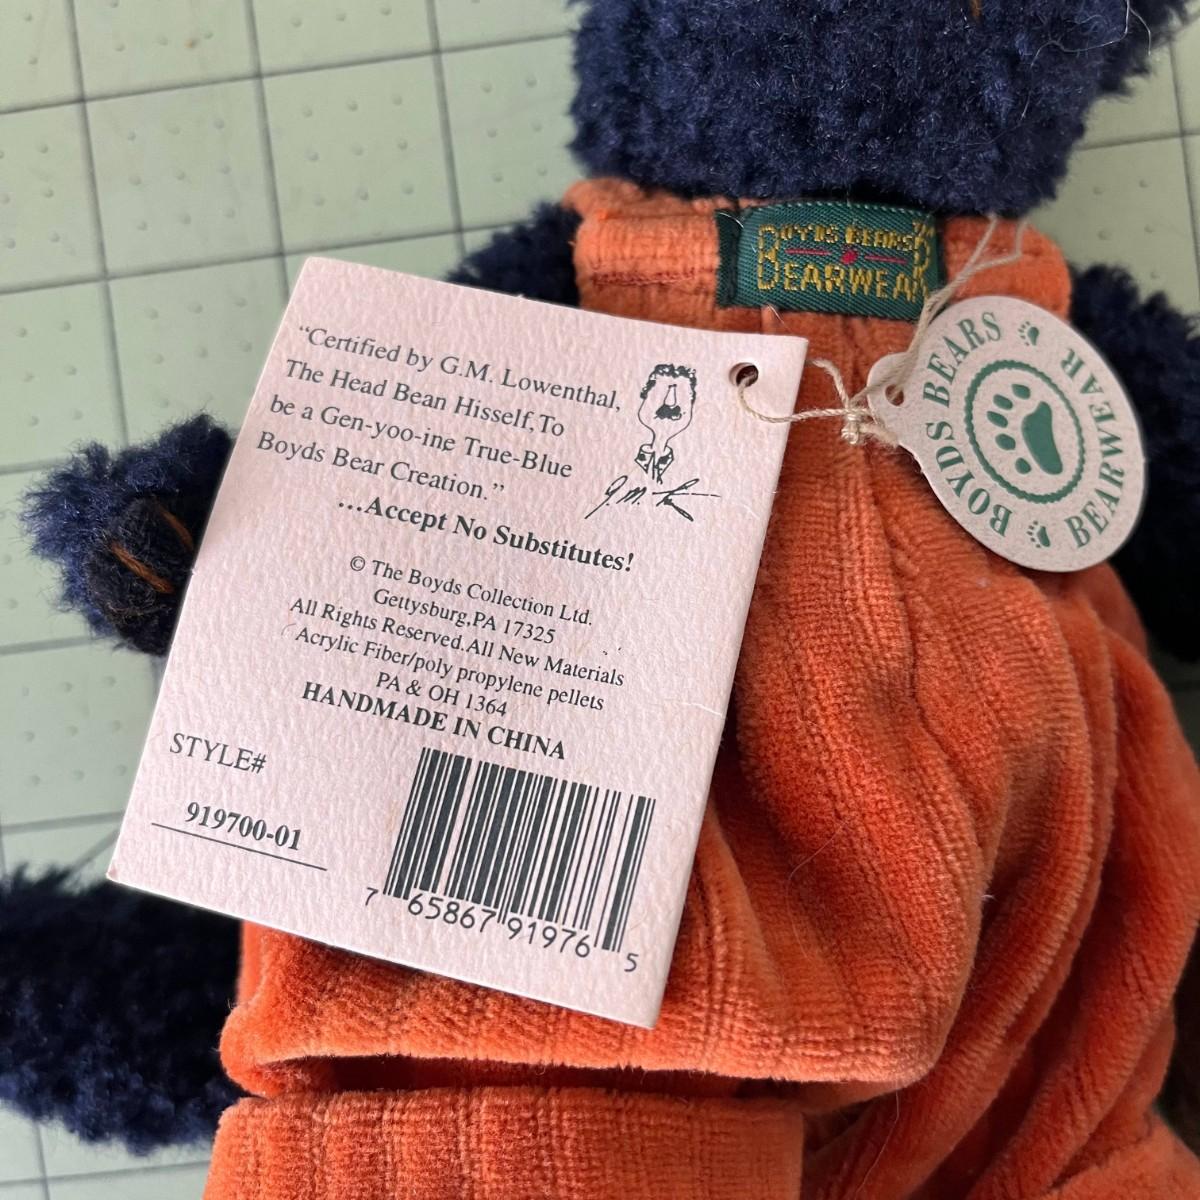 BOYDS BEARS
BEARWEAR
BOYDS BEARS
BEARWEAR
"Certified by G.M. Lowenthal,
The Head Bean Hisself,To
be a Gen-yoo-ine True-Blue
Boyds Bear Creation."
...Accept No Substitutes!
© The Boyds Collection Ltd.
Gettysburg,PA 17325
All Rights Reserved.All New Materials
Acrylic Fiber/poly propylene pellets
PA & OH 1364
HANDMADE IN CHINA
STYLE#
919700-01
7 65867 91976 5